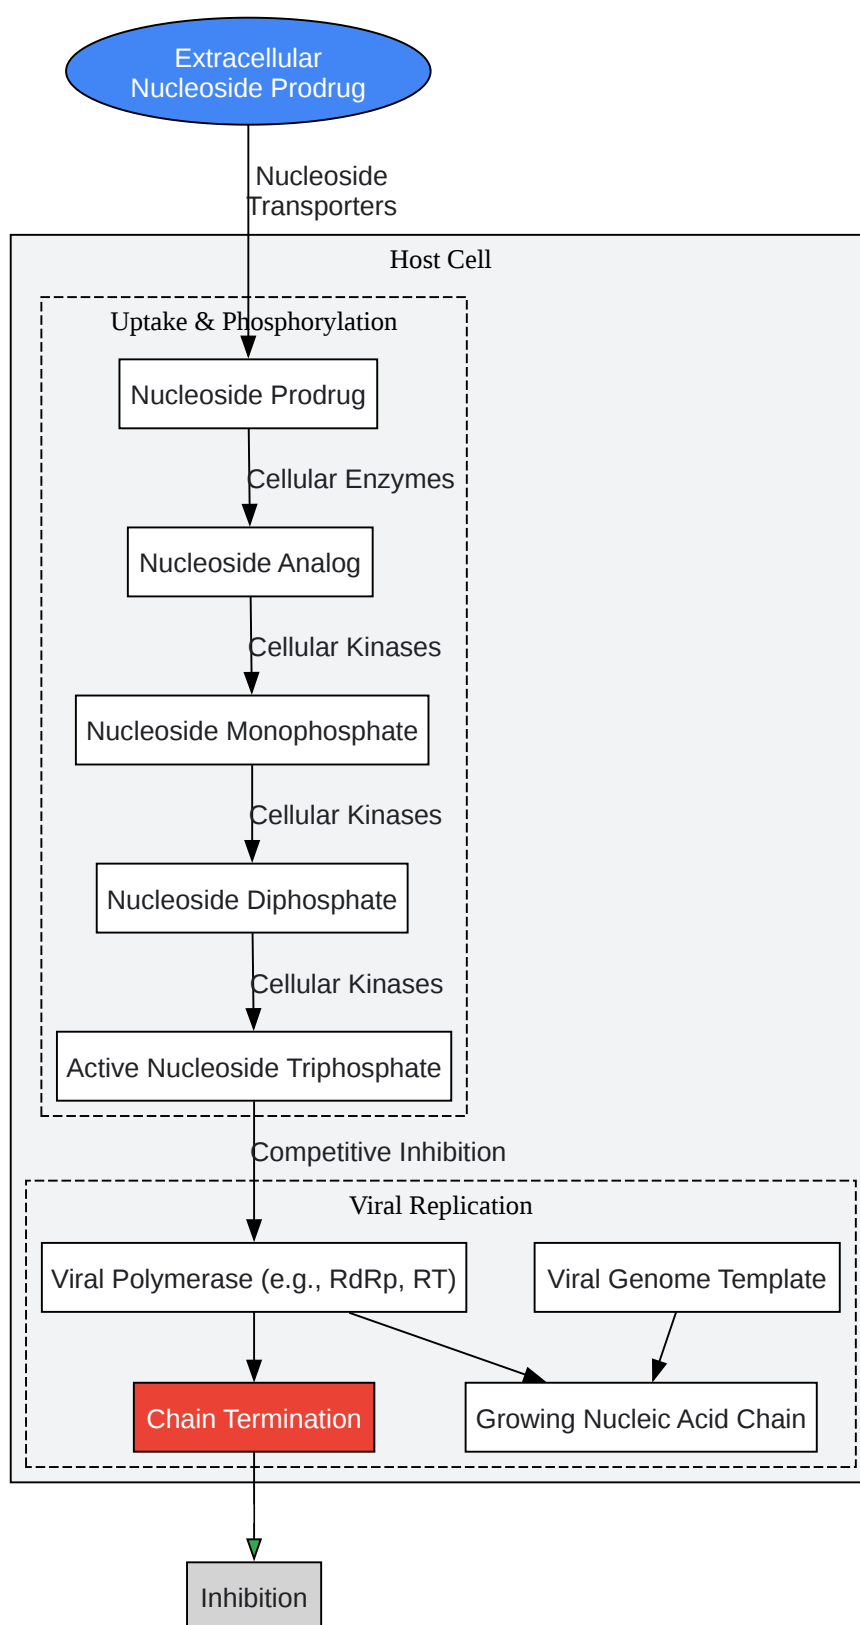 Extracellular
Nucleoside Prodrug
Nucleoside
Transporters
Host Cell
Uptake & Phosphorylation
Nucleoside Prodrug
Cellular Enzymes
Nucleoside Analog
Cellular Kinases
Nucleoside Monophosphate
Cellular Kinases
Nucleoside Diphosphate
Cellular Kinases
Active Nucleoside Triphosphate
Competitive Inhibition
Viral Replication
Viral Polymerase (e.g., RdRp, RT)
Viral Genome Template
Chain Termination
Growing Nucleic Acid Chain
Inhibition